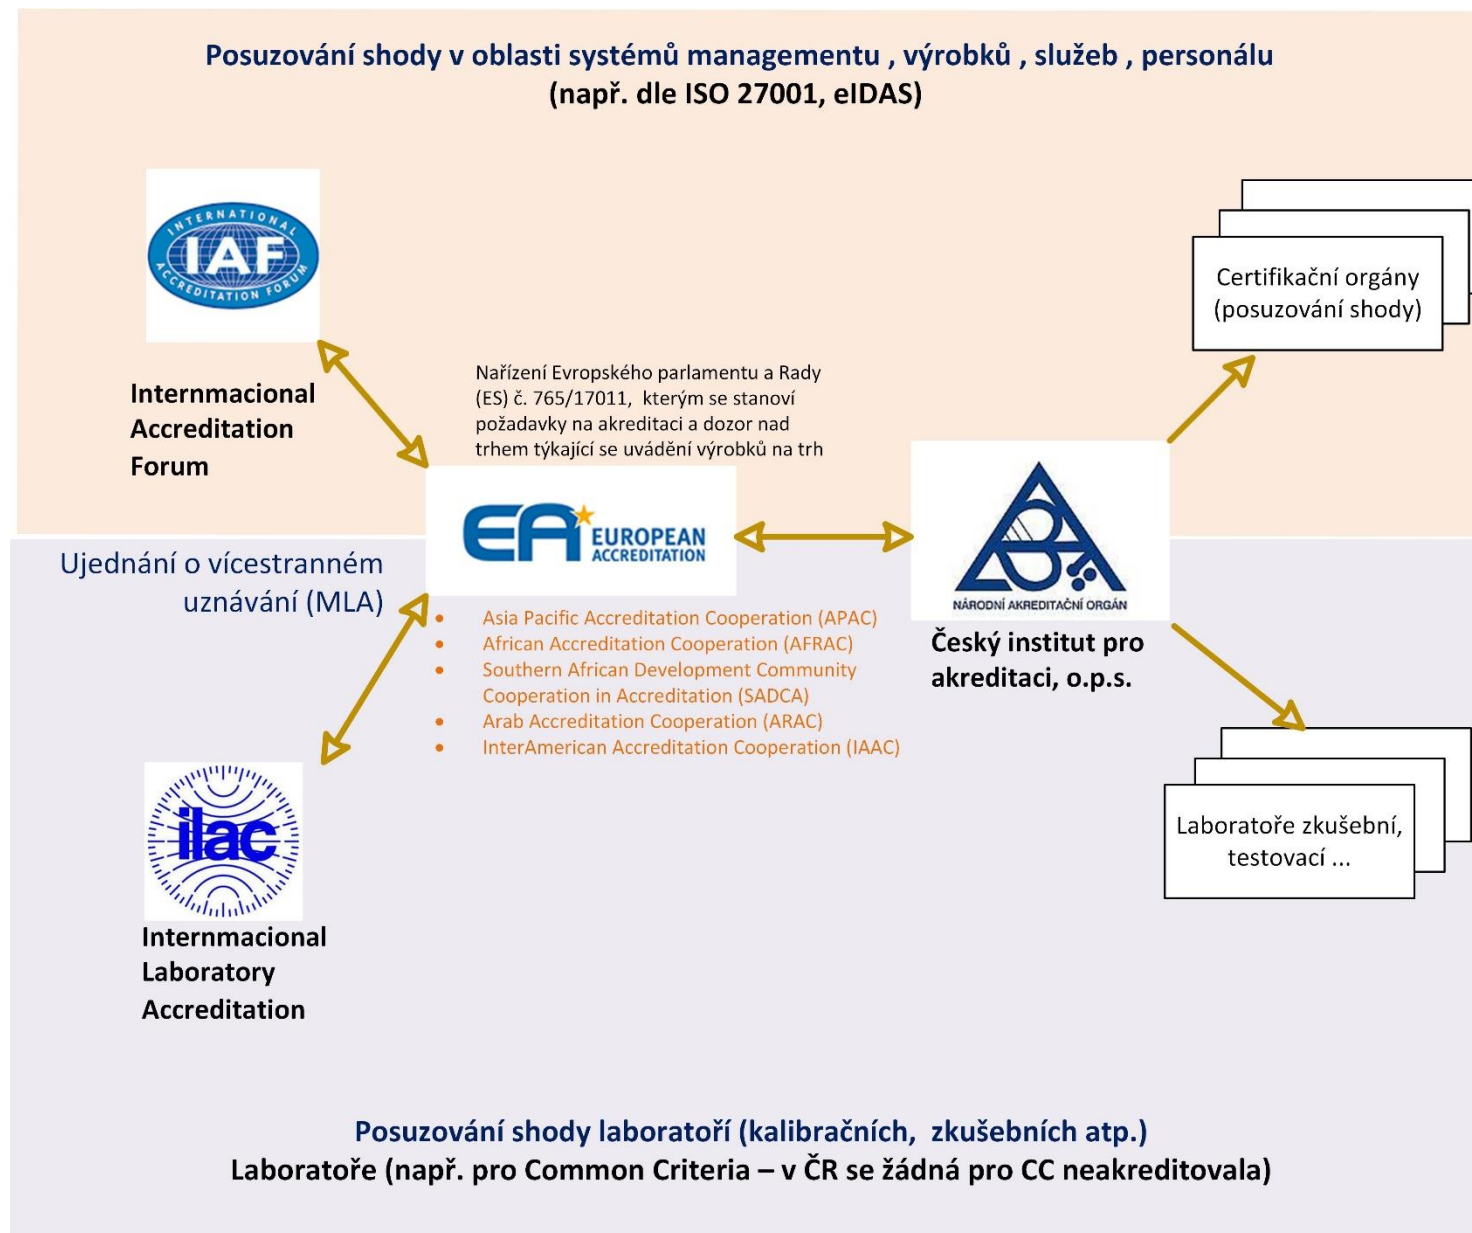 Posuzování shody v oblasti systémů managementu , výrobků , služeb , personálu
(např. dle ISO 27001, eIDAS)
INTERNATIONAL
IAF
ACCREDITATION FORUM
Internmacional
Accreditation
Forum
Certifikační orgány
(posuzování shody)
Nařízení Evropského parlamentu a Rady
(ES) č. 765/17011,  kterým se stanoví
požadavky na akreditaci a dozor nad
trhem týkající se uvádění výrobků na trh
EA EUROPEAN
ACCREDITATION
NÁRODNÍ AKREDITAČNÍ ORGÁN
Český institut pro
akreditaci, o.p.s.
Ujednání o vícestranném
uznávání (MLA)
• Asia Pacific Accreditation Cooperation (APAC)
• African Accreditation Cooperation (AFRAC)
• Southern African Development Community
Cooperation in Accreditation (SADCA)
• Arab Accreditation Cooperation (ARAC)
• InterAmerican Accreditation Cooperation (IAAC)
ilac
Internmacional
Laboratory
Accreditation
Laboratoře zkušební,
testovací ...
Posuzování shody laboratoří (kalibračních,  zkušebních atp.)
Laboratoře (např. pro Common Criteria – v ČR se žádná pro CC neakreditovala)